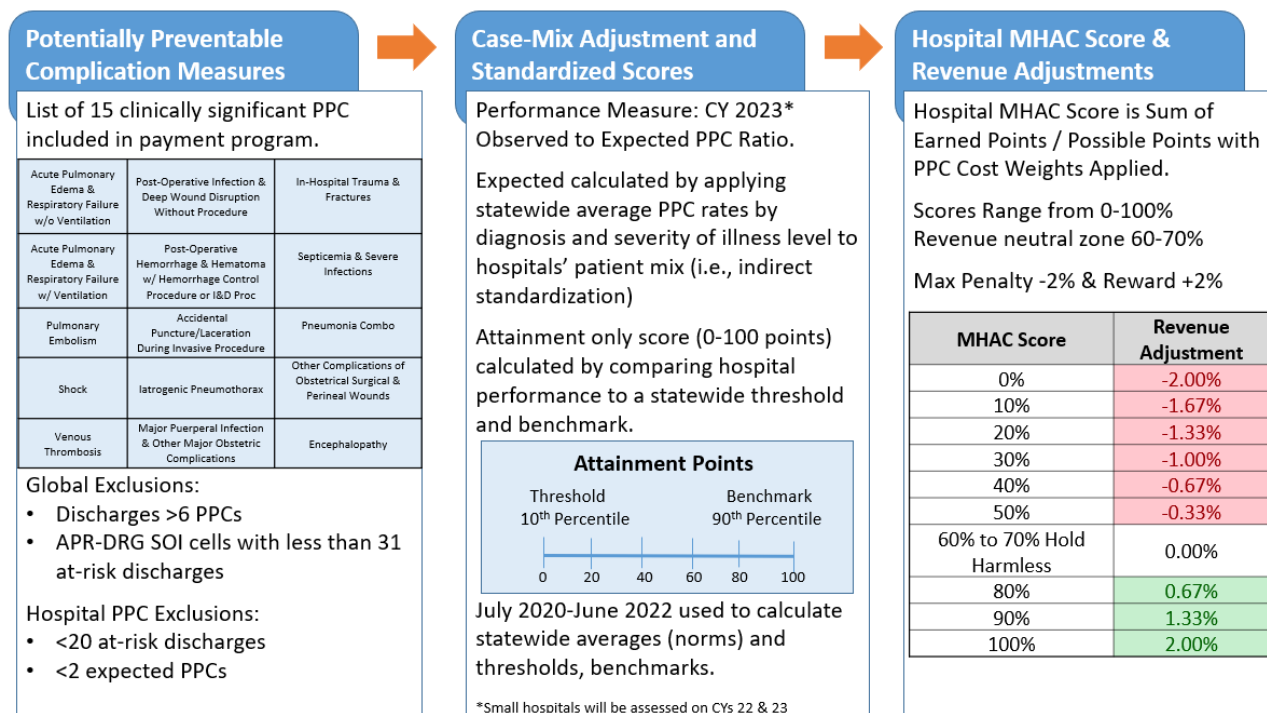 Potentially Preventable
Complication Measures
List of 15 clinically significant PPC
included in payment program.
Acute Pulmonary
Edema &
Respiratory Failure
w/o Ventilation
Post-Operative Infection &
Deep Wound Disruption
Without Procedure
In-Hospital Trauma &
Fractures
Acute Pulmonary
Edema &
Respiratory Failure
w/ Ventilation
Post-Operative
Hemorrhage & Hematoma
w/ Hemorrhage Control
Procedure or I&D Proc
Septicemia & Severe
Infections
Pulmonary
Embolism
Accidental
Puncture/Laceration
During Invasive Procedure
Pneumonia Combo
Shock
Iatrogenic Pneumothorax
Other Complications of
Obstetrical Surgical &
Perineal Wounds
Venous
Thrombosis
Major Puerperal Infection
& Other Major Obstetric
Complications
Encephalopathy
Global Exclusions:
• Discharges >6 PPCs
• APR-DRG SOI cells with less than 31
at-risk discharges
Hospital PPC Exclusions:
• <20 at-risk discharges
• <2 expected PPCs
Case-Mix Adjustment and
Standardized Scores
Performance Measure: CY 2023*
Observed to Expected PPC Ratio.
Expected calculated by applying
statewide average PPC rates by
diagnosis and severity of illness level to
hospitals' patient mix (i.e., indirect
standardization)
Attainment only score (0-100 points)
calculated by comparing hospital
performance to a statewide threshold
and benchmark.
Attainment Points
Threshold
10th Percentile
Benchmark
90th Percentile
0 20 40 60 80 100
July 2020-June 2022 used to calculate
statewide averages (norms) and
thresholds, benchmarks.
*Small hospitals will be assessed on CYs 22 & 23
Hospital MHAC Score &
Revenue Adjustments
Hospital MHAC Score is Sum of
Earned Points / Possible Points with
PPC Cost Weights Applied.
Scores Range from 0-100%
Revenue neutral zone 60-70%
Max Penalty -2% & Reward +2%
MHAC Score
Revenue
Adjustment
0% -2.00%
10% -1.67%
20% -1.33%
30% -1.00%
40% -0.67%
50% -0.33%
60% to 70% Hold
Harmless
0.00%
80% 0.67%
90% 1.33%
100% 2.00%